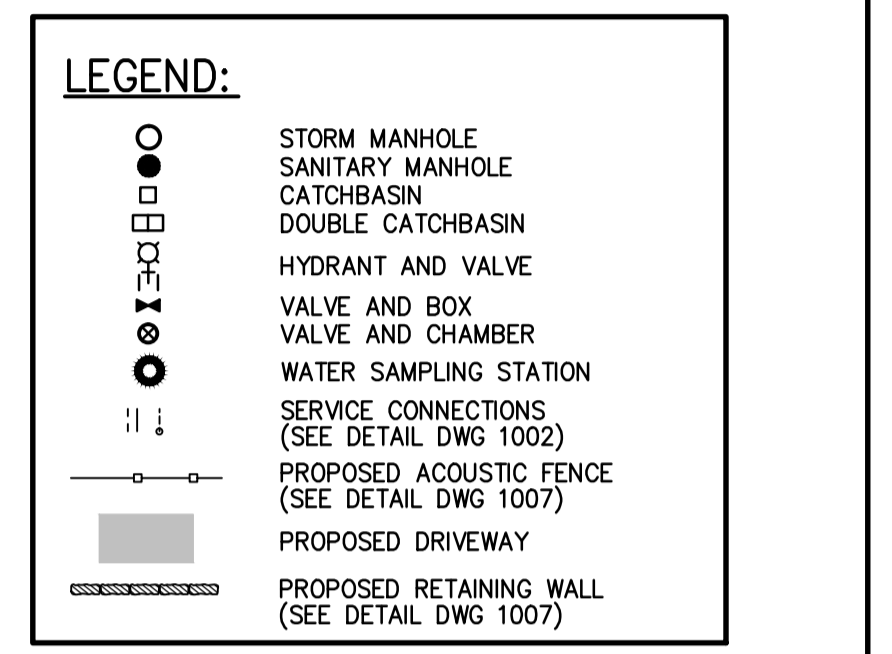 LEGEND:
STORM MANHOLE
SANITARY MANHOLE
CATCHBASIN
DOUBLE CATCHBASIN
HYDRANT AND VALVE
VALVE AND BOX
VALVE AND CHAMBER
WATER SAMPLING STATION
SERVICE CONNECTIONS
(SEE DETAIL DWG 1002)
PROPOSED ACOUSTIC FENCE
(SEE DETAIL DWG 1007)
PROPOSED DRIVEWAY
PROPOSED RETAINING WALL
(SEE DETAIL DWG 1007)